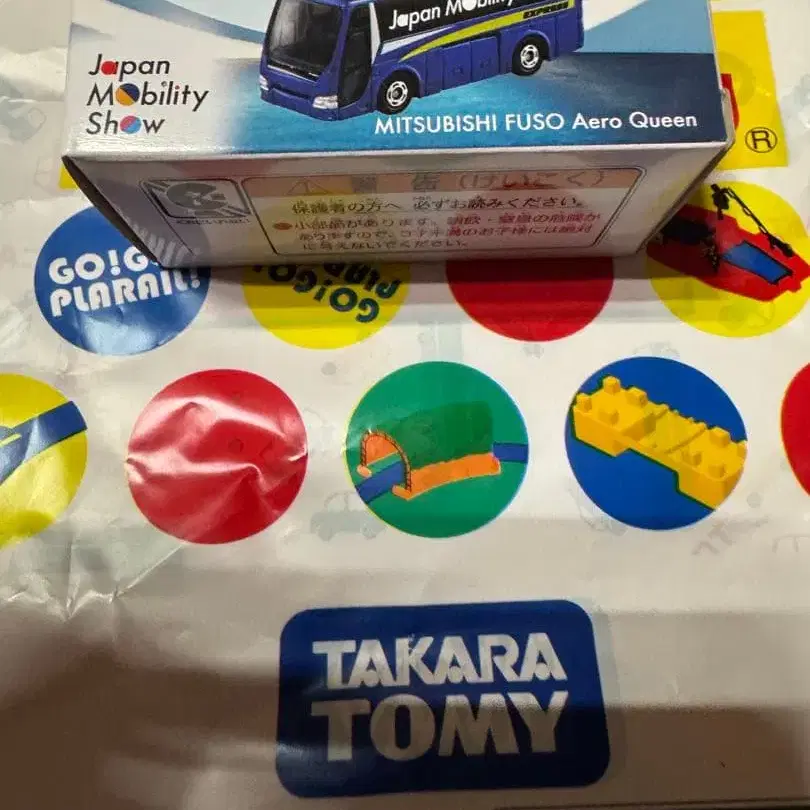 Japan Mobility
EXPRESS
Japan
Mobility
Show
MITSUBISHI FUSO Aero Queen
®
警告(けいこく)
保護者の方へ 必ずお読みください。
●小部品があります。誤飲・窒息の危険が
ありますので、3才未満のお子様には絶対
に与えないでください。
GO!G
PLARAIL!
GO!GO!
PLAR
TAKARA
TOMY